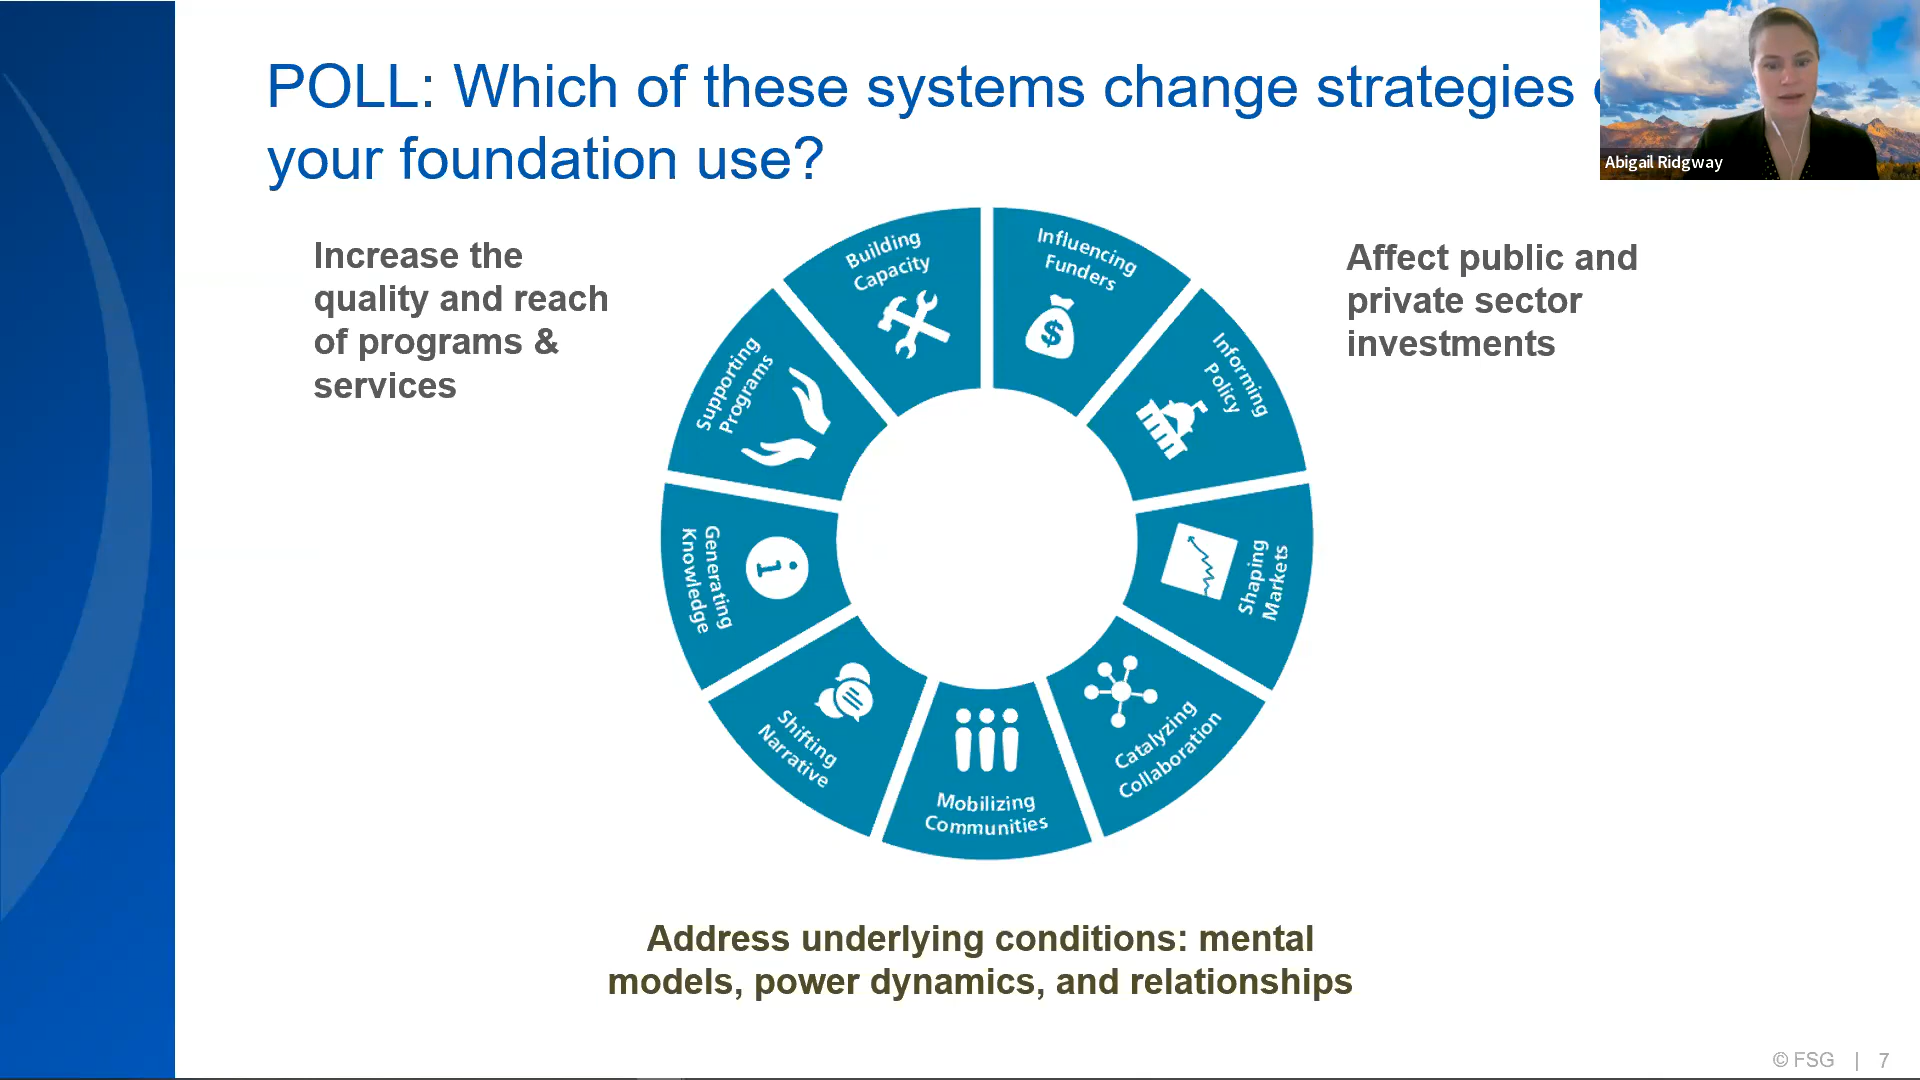 POLL: Which of these systems change strategies
your foundation use?
Abigail Ridgway
Increase the
quality and reach
of programs &
services
Affect public and
private sector
investments
Building
Capacity
Influencing
Funders
$
Informing
Policy
Shaping
Markets
Catalyzing
Collaboration
Mobilizing
Communities
Shifting
Narrative
Generating
Knowledge
i
Supporting
Programs
Address underlying conditions: mental
models, power dynamics, and relationships
© FSG | 7